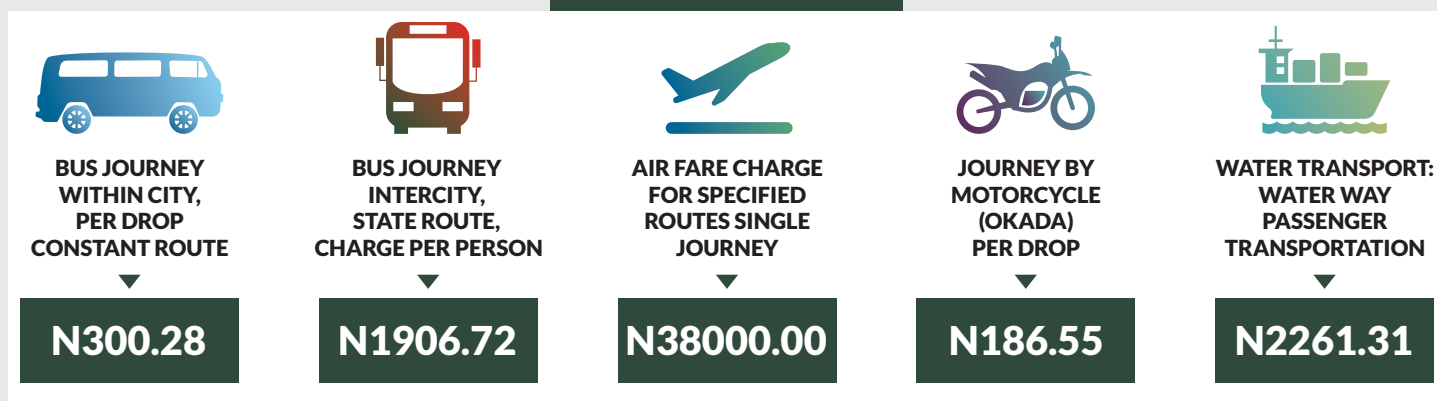 BUS JOURNEY
WITHIN CITY,
PER DROP
CONSTANT ROUTE
N300.28
BUS JOURNEY
INTERCITY,
STATE ROUTE,
CHARGE PER PERSON
N1906.72
AIR FARE CHARGE
FOR SPECIFIED
ROUTES SINGLE
JOURNEY
N38000.00
JOURNEY BY
MOTORCYCLE
(OKADA)
PER DROP
N186.55
WATER TRANSPORT:
WATER WAY
PASSENGER
TRANSPORTATION
N2261.31